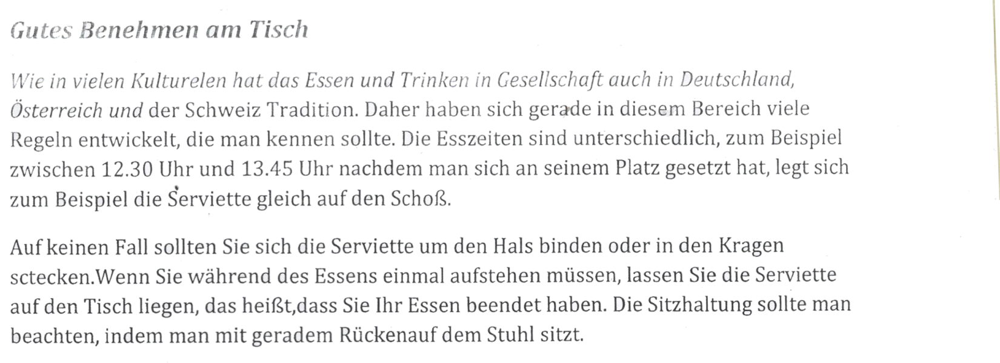 Gutes Benehmen am Tisch
Wie in vielen Kulturelen hat das Essen und Trinken in Gesellschaft auch in Deutschland,
Österreich und der Schweiz Tradition. Daher haben sich gerade in diesem Bereich viele
Regeln entwickelt, die man kennen sollte. Die Esszeiten sind unterschiedlich, zum Beispiel
zwischen 12.30 Uhr und 13.45 Uhr nachdem man sich an seinem Platz gesetzt hat, legt sich
zum Beispiel die Serviette gleich auf den Schoß.
Auf keinen Fall sollten Sie sich die Serviette um den Hals binden oder in den Kragen
sctecken.Wenn Sie während des Essens einmal aufstehen müssen, lassen Sie die Serviette
auf den Tisch liegen, das heißt,dass Sie Ihr Essen beendet haben. Die Sitzhaltung sollte man
beachten, indem man mit geradem Rückenauf dem Stuhl sitzt.